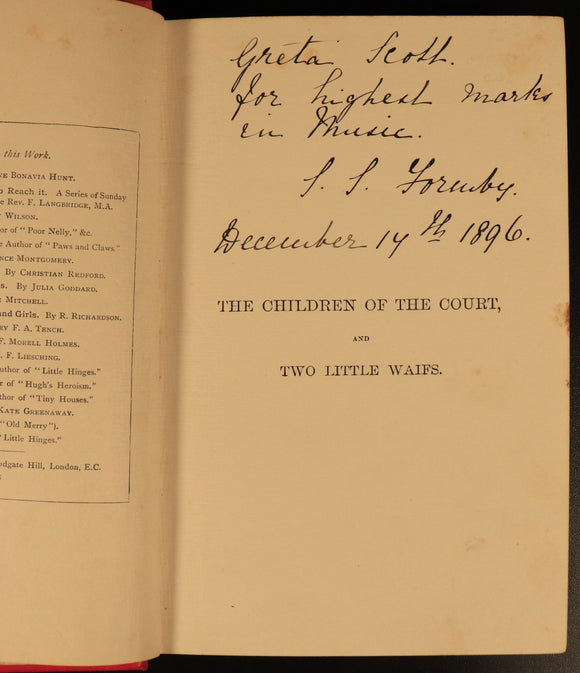 this Work.
NE BONAVIA HUNT.
o Reach it. A Series of Sunday
e Rev. F. LANGBRIDGE, M.A.
WILSON.
or of "Poor Nelly," &c.
e Author of "Paws and Claws."
NCE MONTGOMERY.
By CHRISTIAN REDFORD.
s. By JULIA GODDARD.
MITCHELL.
and Girls. By R. RICHARDSON.
RY F. A. TENCH.
F. MORELL HOLMES.
. F. LIESCHING.
uthor of "Little Hinges."
r of "Hugh's Heroism."
thor of "Tiny Houses."
KATE GREENAWAY.
"Old Merry").
"Little Hinges."
dgate Hill, London, E.C.
Greta Scott.
for highest marks
in Music.
S. S. Formby.
December 14th 1896.
THE CHILDREN OF THE COURT,
AND
TWO LITTLE WAIFS.